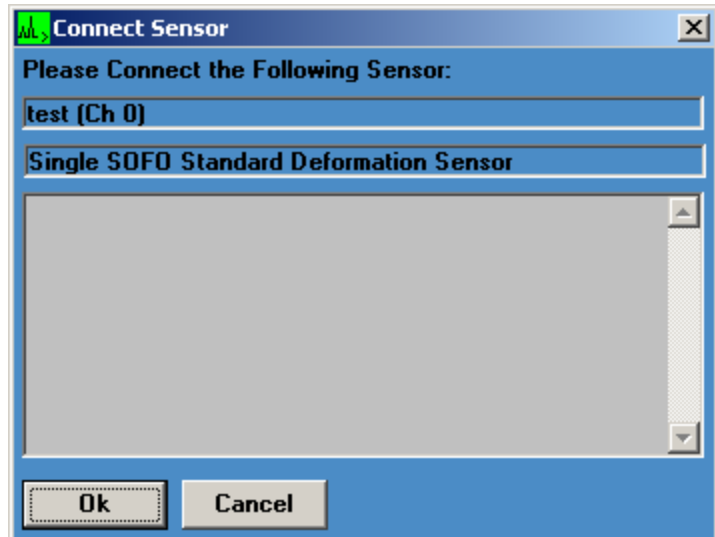 Connect Sensor
Please Connect the Following Sensor:
test (Ch 0)
Single SOFO Standard Deformation Sensor
Ok Cancel